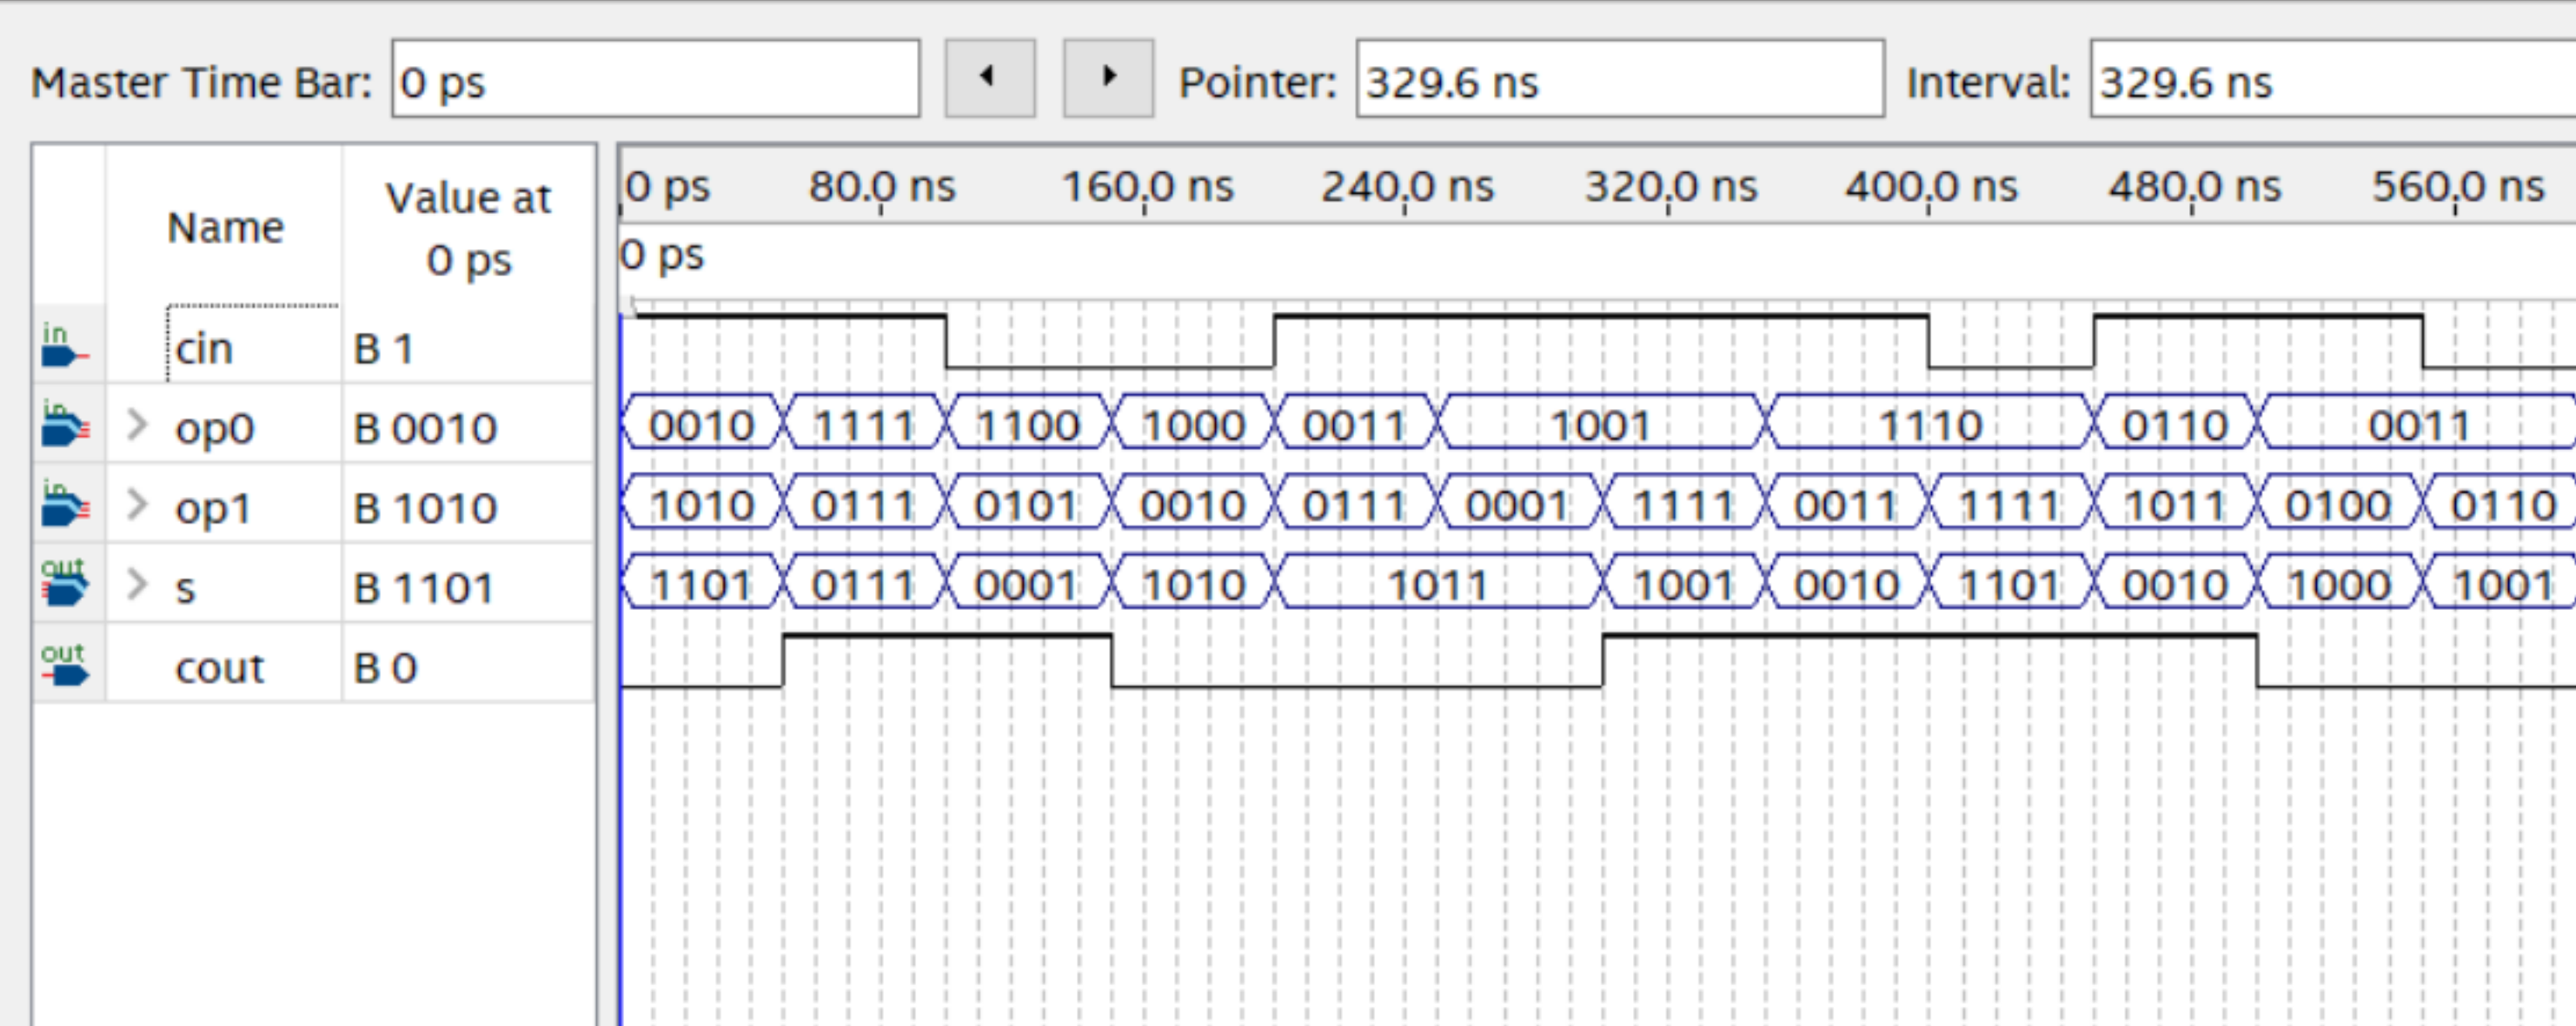 Master Time Bar: 0 ps Pointer: 329.6 ns Interval: 329.6 ns
Name Value at 0 ps
0 ps 80.0 ns 160.0 ns 240.0 ns 320.0 ns 400.0 ns 480.0 ns 560.0 ns
0 ps
in cin B 1
in op0 B 0010 0010 1111 1100 1000 0011 1001 1110 0110 0011
in op1 B 1010 1010 0111 0101 0010 0111 0001 1111 0011 1111 1011 0100 0110
out s B 1101 1101 0111 0001 1010 1011 1001 0010 1101 0010 1000 1001
out cout B 0